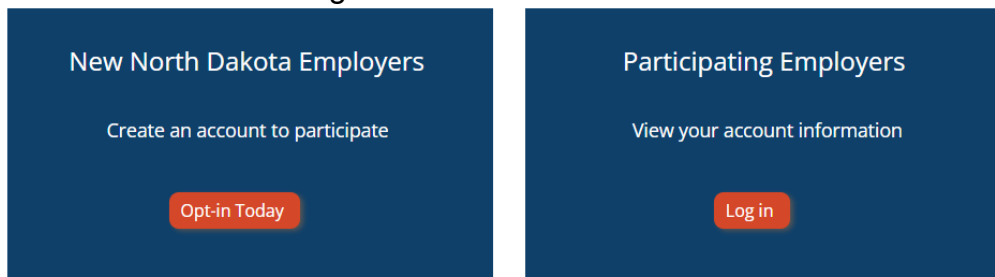 New North Dakota Employers
Create an account to participate
Opt-in Today
Participating Employers
View your account information
Log in